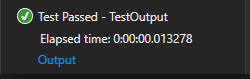 Test Passed - TestOutput
Elapsed time: 0:00:00.013278
Output